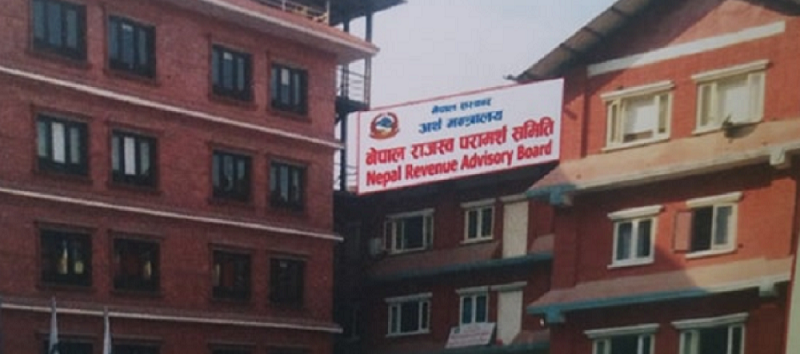 नेपाल सरकार
अर्थ मन्त्रालय
नेपाल राजस्व परामर्श समिति
Nepal Revenue Advisory Board